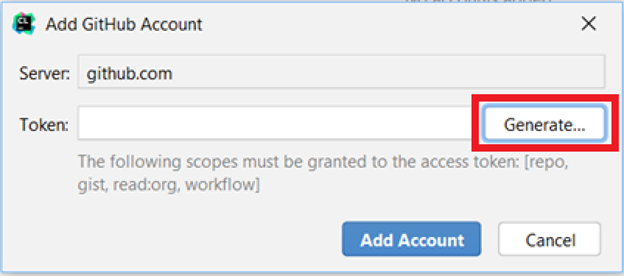 CL
Add GitHub Account
Server: github.com
Token: Generate...
The following scopes must be granted to the access token: [repo,
gist, read:org, workflow]
Add Account Cancel